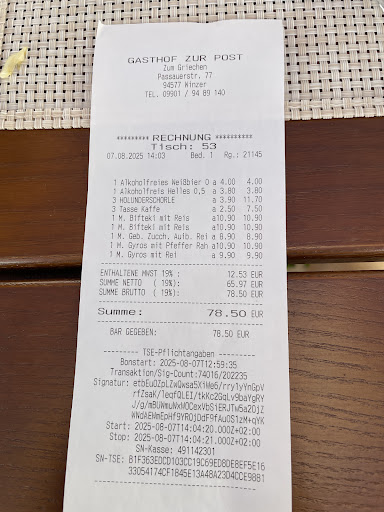 GASTHOF ZUR POST
Zum Griechen
Passauerstr. 77
94577 Winzer
TEL. 09901 / 94 89 140
********* RECHNUNG **********
Tisch: 53
07.08.2025 14:03 Bed. 1 Rg.: 21145
1 Alkoholfreies Weißbier 0 a 4.00 4.00
1 Alkoholfreis Helles 0,5 a 3.80 3.80
3 HOLUNDERSCHORLE a 3.90 11.70
3 Tasse Kaffe a 2.50 7.50
1 M. Bifteki mit Reis a10.90 10.90
1 M. Bifteki mit Reis a10.90 10.90
1 M. Geb. Zucch. Aulb. Rei a 8.90 8.90
1 M. Gyros mit Pfeffer Rah a10.90 10.90
1 M. Gyros mit Rei a 9.90 9.90
ENTHALTENE MWST 19% : 12.53 EUR
SUMME NETTO ( 19%): 65.97 EUR
SUMME BRUTTO ( 19%): 78.50 EUR
Summe: 78.50 EUR
BAR GEGEBEN: 78.50 EUR
TSE-Pflichtangaben
Bonstart: 2025-08-07T12:59:35
Transaktion/Sig-Count:74016/202235
Signatur:
Start: 2025-08-07T14:04:20.000Z+02:00
Stop: 2025-08-07T14:04:21.000Z+02:00
SN-Kasse: 491142301
SN-TSE: